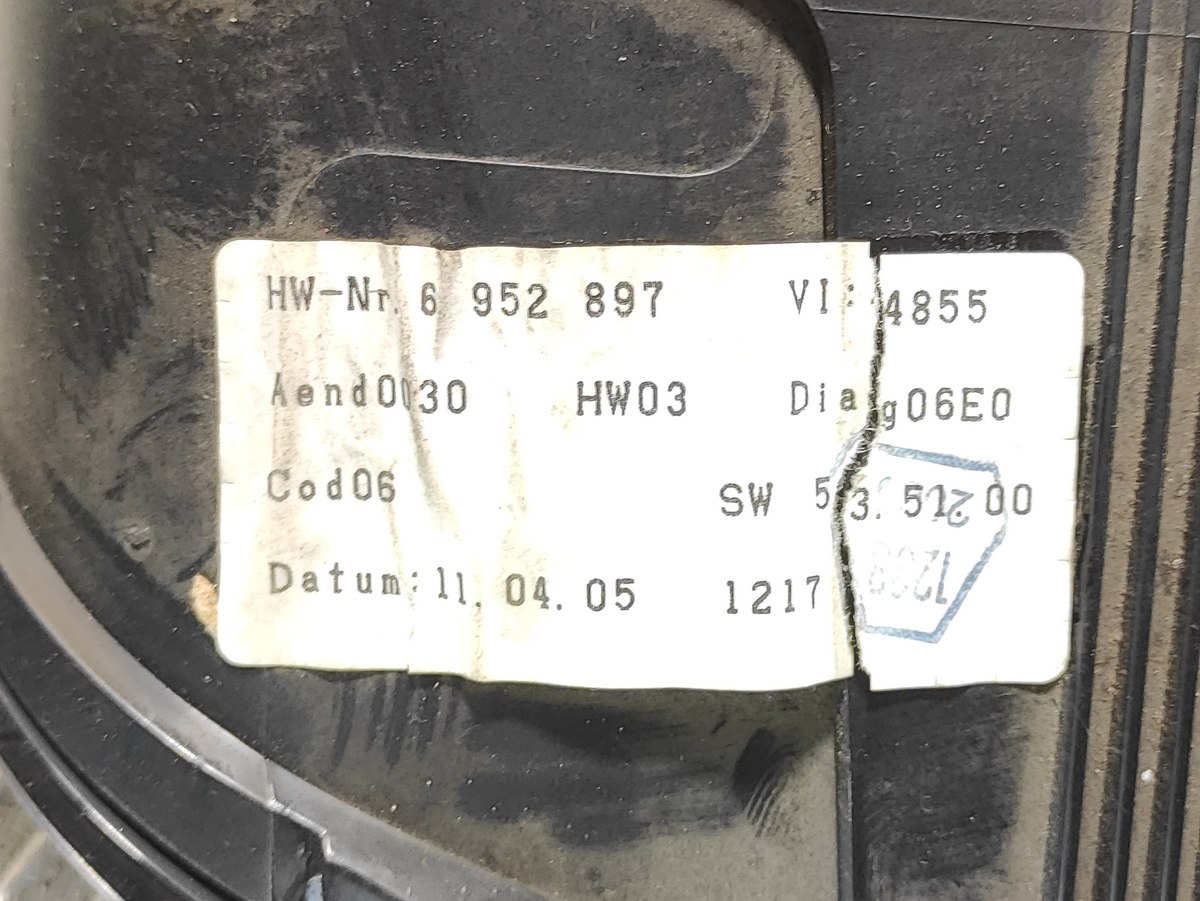 HW-Nr. 6 952 897 VI: 4855
Aend0030 HW03 Diag06E0
Cod06 SW 53. 51 00
Datum:11. 04. 05 1217